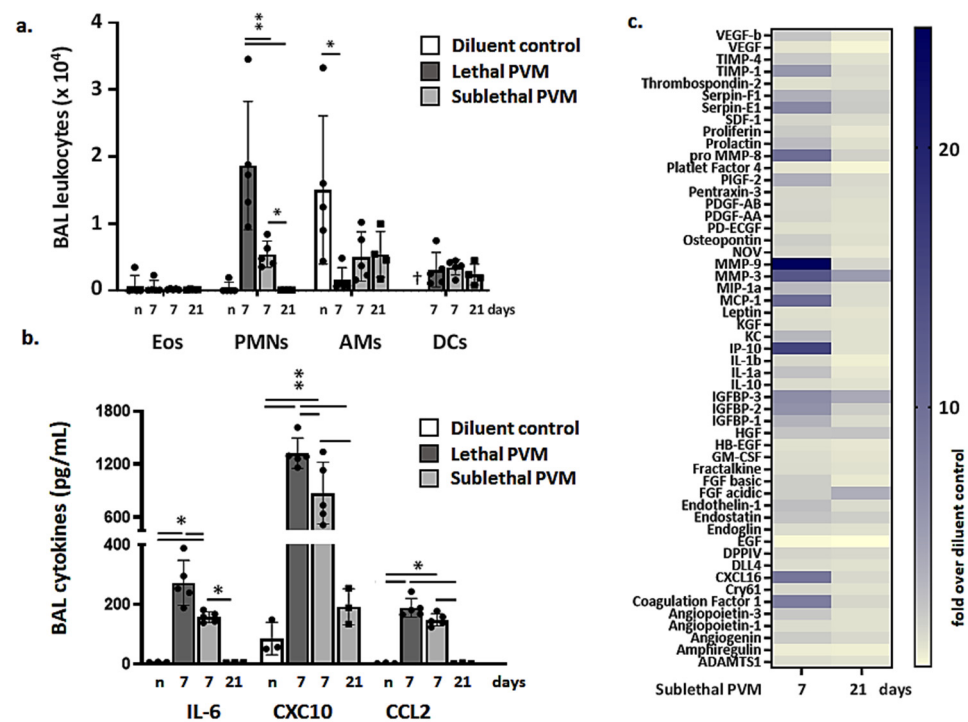 a.
BAL leukocytes (x 10⁴)
4
3
2
1
0
**
*
*
Diluent control
Lethal PVM
Sublethal PVM
†
n 7 7 21 n 7 7 21 n 7 7 21 7 7 21 days
Eos PMNs AMs DCs
b.
BAL cytokines (pg/mL)
1800
1200
600
400
200
0
**
*
*
*
Diluent control
Lethal PVM
Sublethal PVM
n 7 7 21 n 7 7 21 n 7 7 21 days
IL-6 CXC10 CCL2
c.
VEGF-b
VEGF
TIMP-4
TIMP-1
Thrombospondin-2
Serpin-F1
Serpin-E1
SDF-1
Proliferin
Prolactin
pro MMP-8
Platlet Factor 4
PIGF-2
Pentraxin-3
PDGF-AB
PDGF-AA
PD-ECGF
Osteopontin
NOV
MMP-9
MMP-3
MIP-1a
MCP-1
Leptin
KGF
KC
IP-10
IL-1b
IL-1a
IL-10
IGFBP-3
IGFBP-2
IGFBP-1
HGF
HB-EGF
GM-CSF
Fractalkine
FGF basic
FGF acidic
Endothelin-1
Endostatin
Endoglin
EGF
DPPIV
DLL4
CXCL16
Cry61
Coagulation Factor 1
Angiopoietin-3
Angiopoietin-1
Angiogenin
Amphiregulin
ADAMTS1
Sublethal PVM 7 21 days
20
10
fold over diluent control